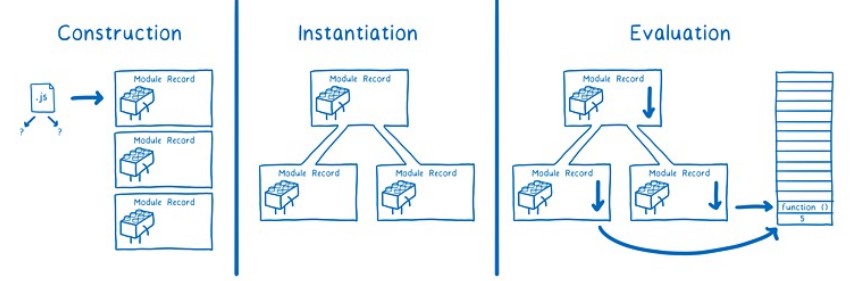 Construction
.js
?
?
Module Record
Module Record
Module Record
Instantiation
Module Record
Module Record
Module Record
Evaluation
Module Record
Module Record
Module Record
function ()
5